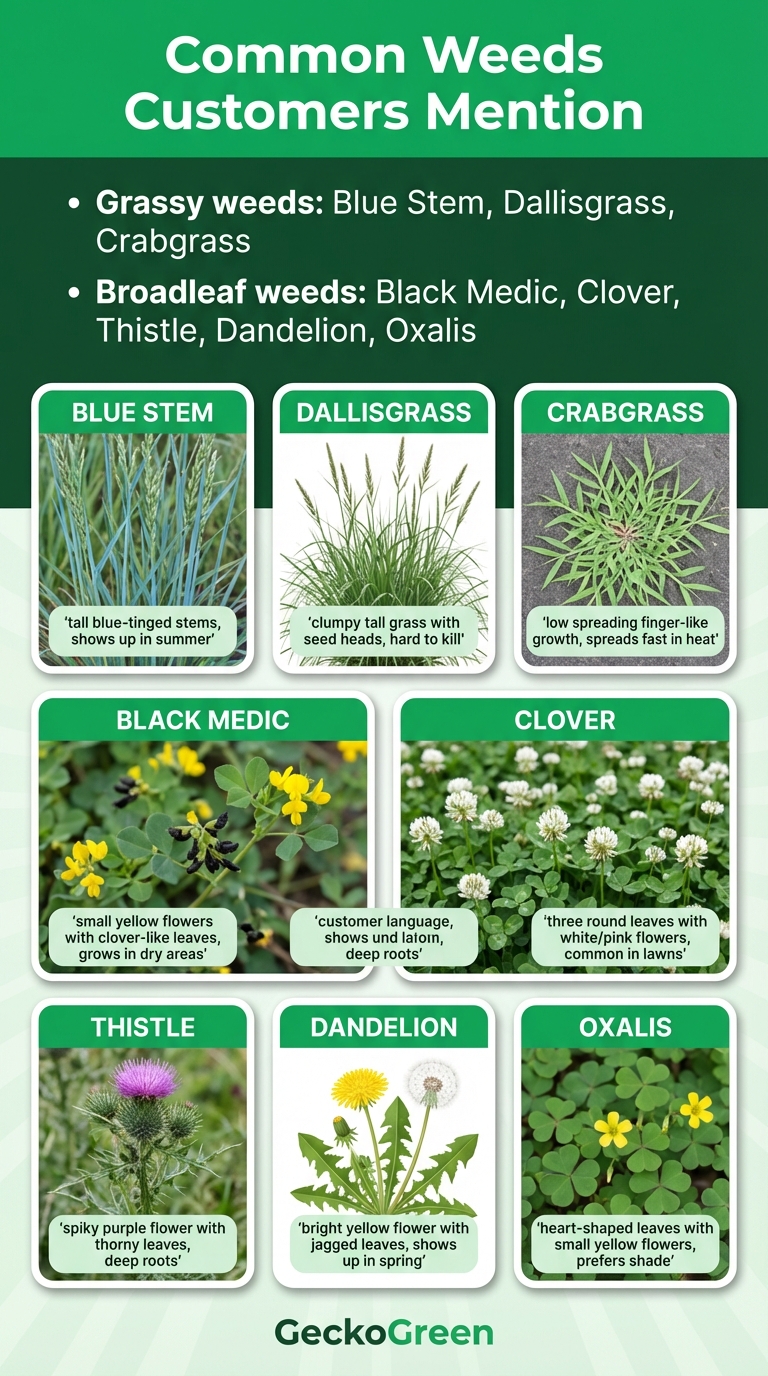 Common Weeds
Customers Mention
• Grassy weeds: Blue Stem, Dallisgrass,
Crabgrass
• Broadleaf weeds: Black Medic, Clover,
Thistle, Dandelion, Oxalis
BLUE STEM
'tall blue-tinged stems,
shows up in summer'
DALLISGRASS
'clumpy tall grass with
seed heads, hard to kill'
CRABGRASS
'low spreading finger-like
growth, spreads fast in heat'
BLACK MEDIC
'small yellow flowers
with clover-like leaves,
grows in dry areas'
'customer language,
shows und
deep roots'
CLOVER
'three round leaves with
white/pink flowers,
common in lawns'
THISTLE
'spiky purple flower with
thorny leaves,
deep roots'
DANDELION
'bright yellow flower with
jagged leaves, shows
up in spring'
OXALIS
'heart-shaped leaves with
small yellow flowers,
prefers shade'
GeckoGreen